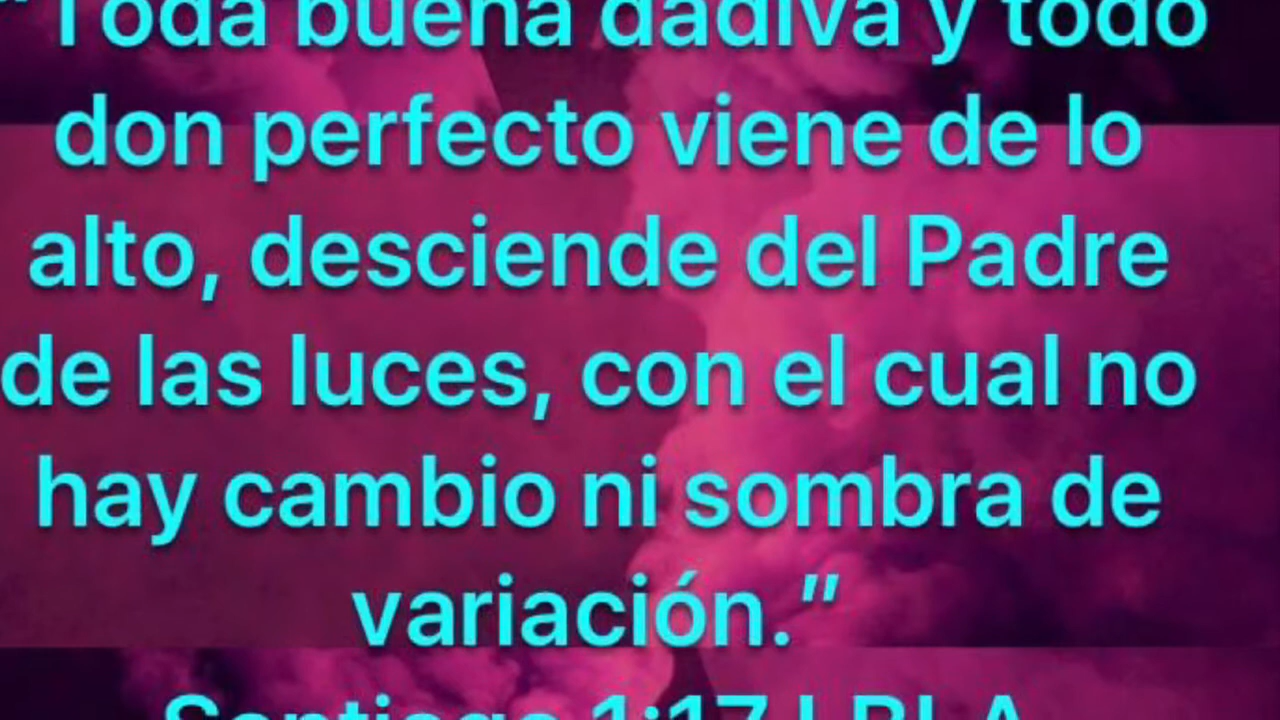 "Toda buena dádiva y todo
don perfecto viene de lo
alto, desciende del Padre
de las luces, con el cual no
hay cambio ni sombra de
variación.”
Santiago 1:17 LBLA